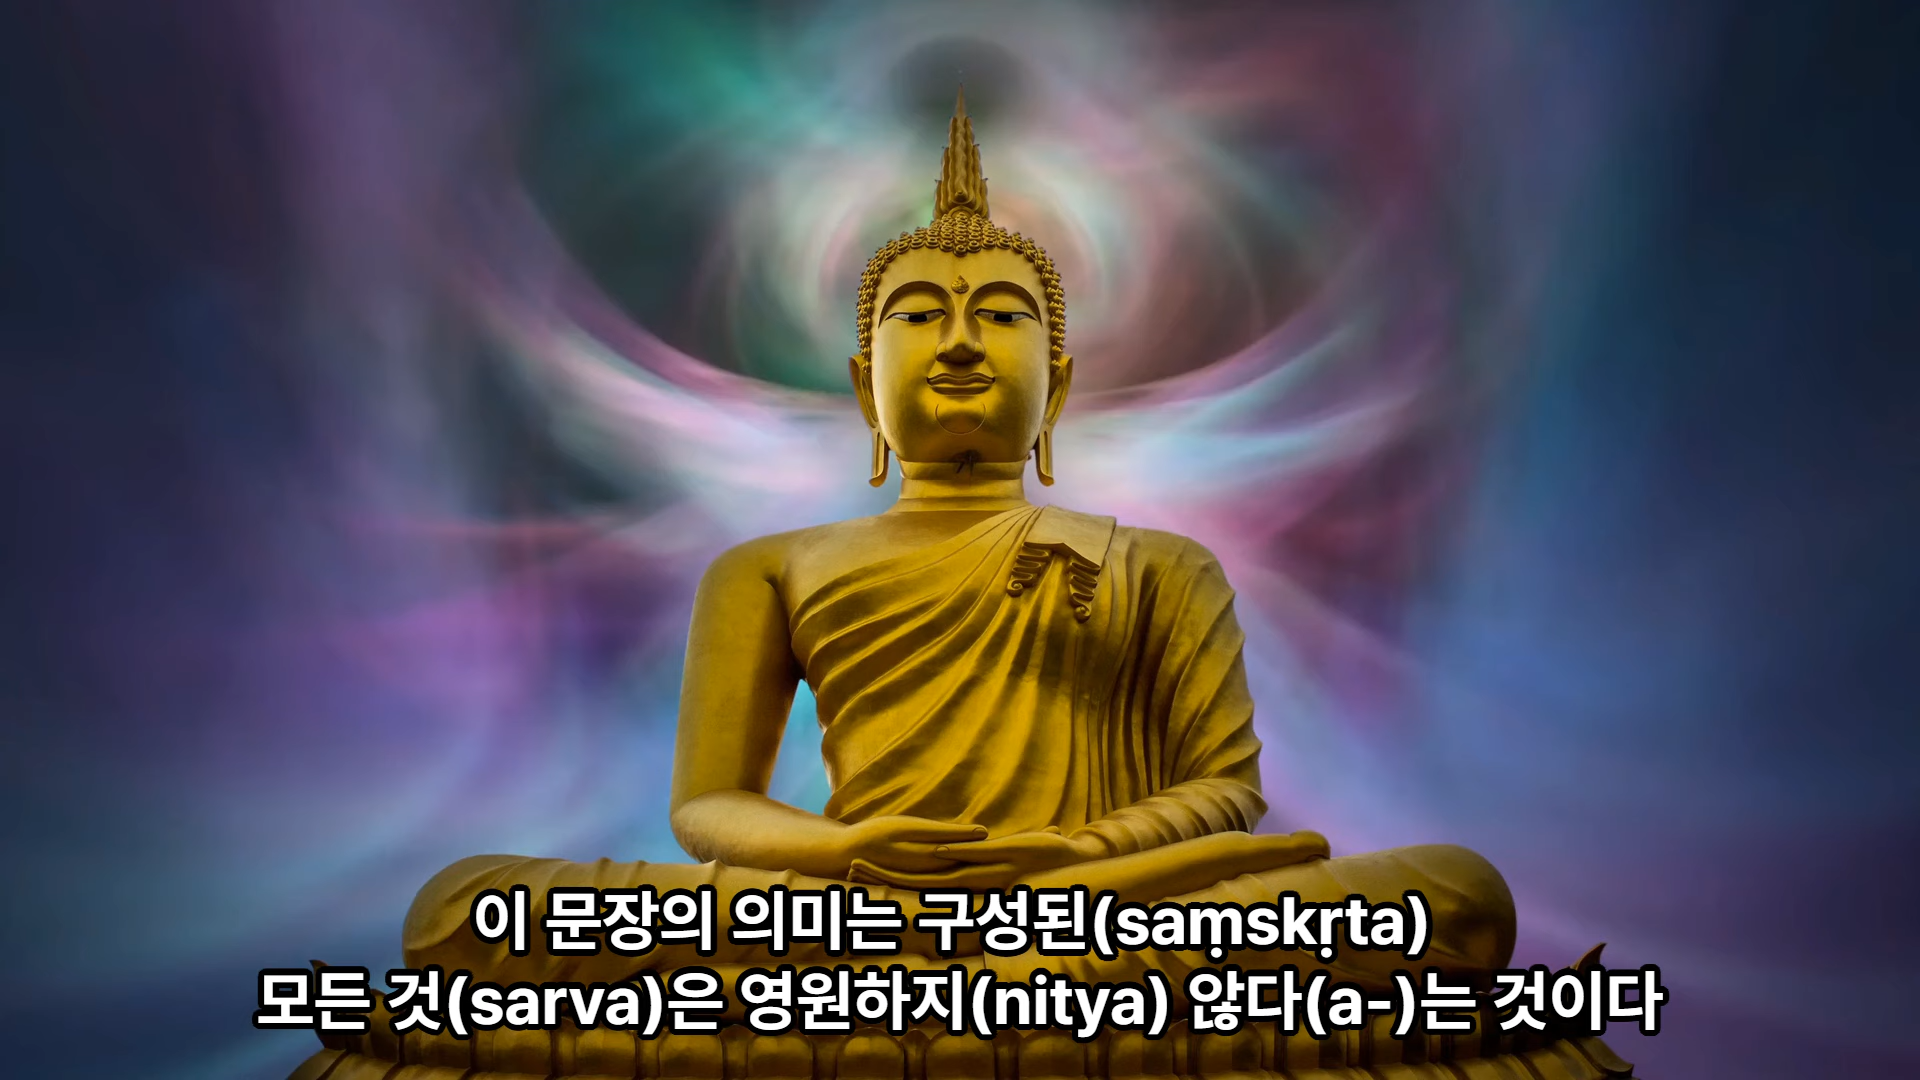 이 문장의 의미는 구성된(saṃskṛta)
모든 것(sarva)은 영원하지(nitya) 않다(a-)는 것이다